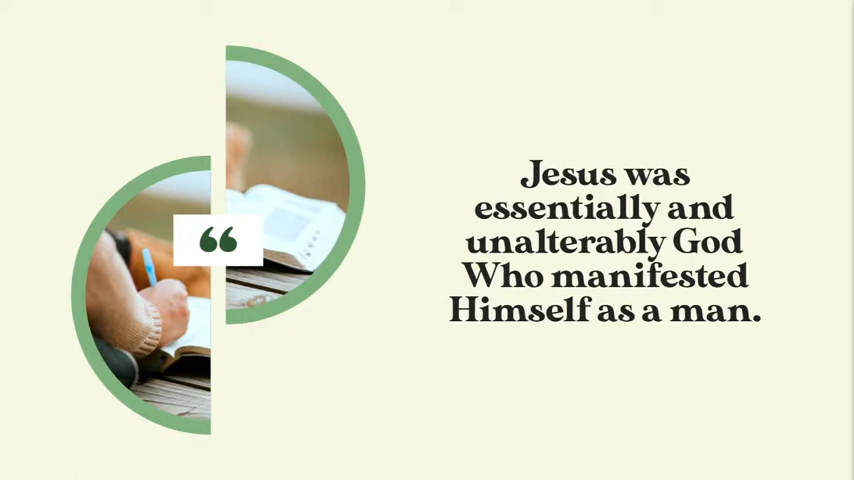 “
Jesus was
essentially and
unalterably God
Who manifested
Himself as a man.